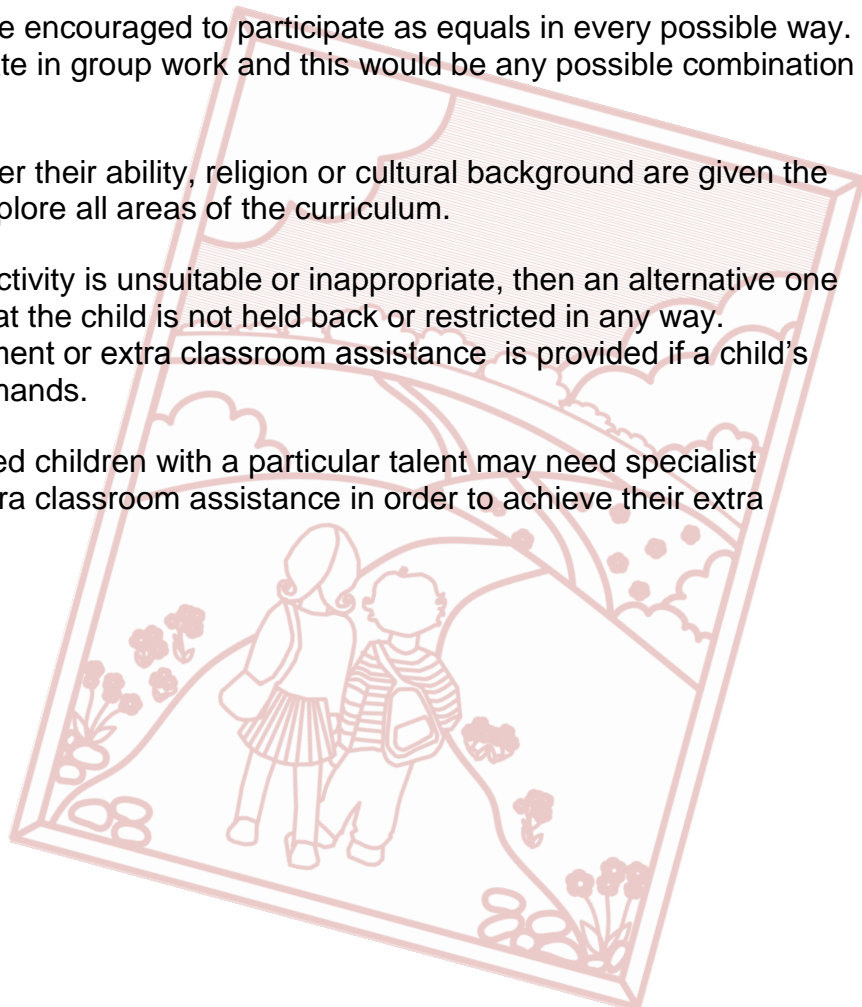 e encouraged to participate as equals in every possible way.
te in group work and this would be any possible combination
er their ability, religion or cultural background are given the
plore all areas of the curriculum.
ctivity is unsuitable or inappropriate, then an alternative one
at the child is not held back or restricted in any way.
ment or extra classroom assistance  is provided if a child’s
mands.
ed children with a particular talent may need specialist
ra classroom assistance in order to achieve their extra